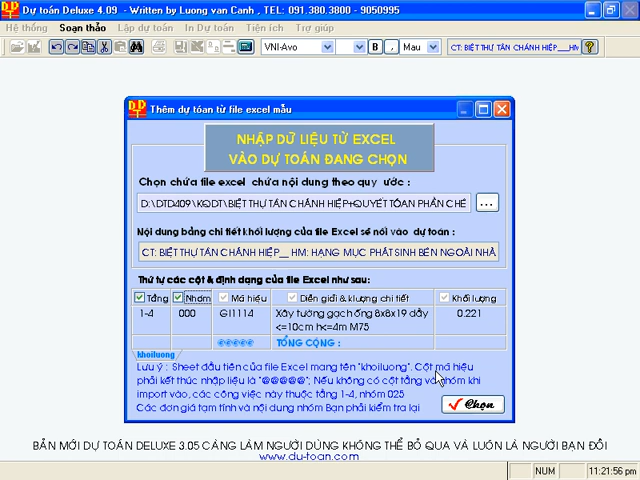 Dự toán Deluxe 4.09 - Written by Luong van Canh , TEL: 091.380.3800 - 9050995
Hệ thống Soạn thảo Lập dự toán In Dự toán Tiện ích Trợ giúp
VNI-Avo B , Mau CT: BIỆT THỰ TÂN CHÁNH HIỆP__HM
Thêm dự tóan từ file excel mẫu
NHẬP DỮ LIỆU TỪ EXCEL
VÀO DỰ TOÁN ĐANG CHỌN
Chọn chứa file excel chứa nội dung theo quy ước :
D:\DTD409\KQDT\BIỆT THỰ TÂN CHÁNH HIỆP+QUYẾT TÓAN PHẦN CHÊ
...
Nội dung bảng chi tiết khối lượng của file Excel sẽ nối vào dự toán :
CT: BIỆT THỰ TÂN CHÁNH HIỆP__ HM: HẠNG MỤC PHÁT SINH BÊN NGOÀI NHÀ
Thứ tự các cột & định dạng của file Excel như sau:
Tầng Nhóm Mã hiệu Diễn giải & k.lượng chi tiết Khối lượng
1-4 000 GI1114 Xây tường gạch ống 8x8x19 dầy 0.221
<=10cm h<=4m M75
@@@@@ TỔNG CỘNG :
khoiluong
Lưu ý : Sheet đầu tiên của file Excel mang tên "khoiluong". Cột mã hiệu
phải kết thúc nhập liệu là "@@@@@"; Nếu không có cột tầng và nhóm khi
import vào, các công việc này thuộc tầng 1-4, nhóm 025
Các đơn giá tạm tính và nội dung nhóm Bạn phải kiểm tra lại
Chọn
BẢN MỚI DỰ TOÁN DELUXE 3.05 CÀNG LÀM NGƯỜI DÙNG KHÔNG THỂ BỎ QUA VÀ LUÔN LÀ NGƯỜI BẠN ĐỒI
www.du-toan.com
NUM 11:21:56 pm